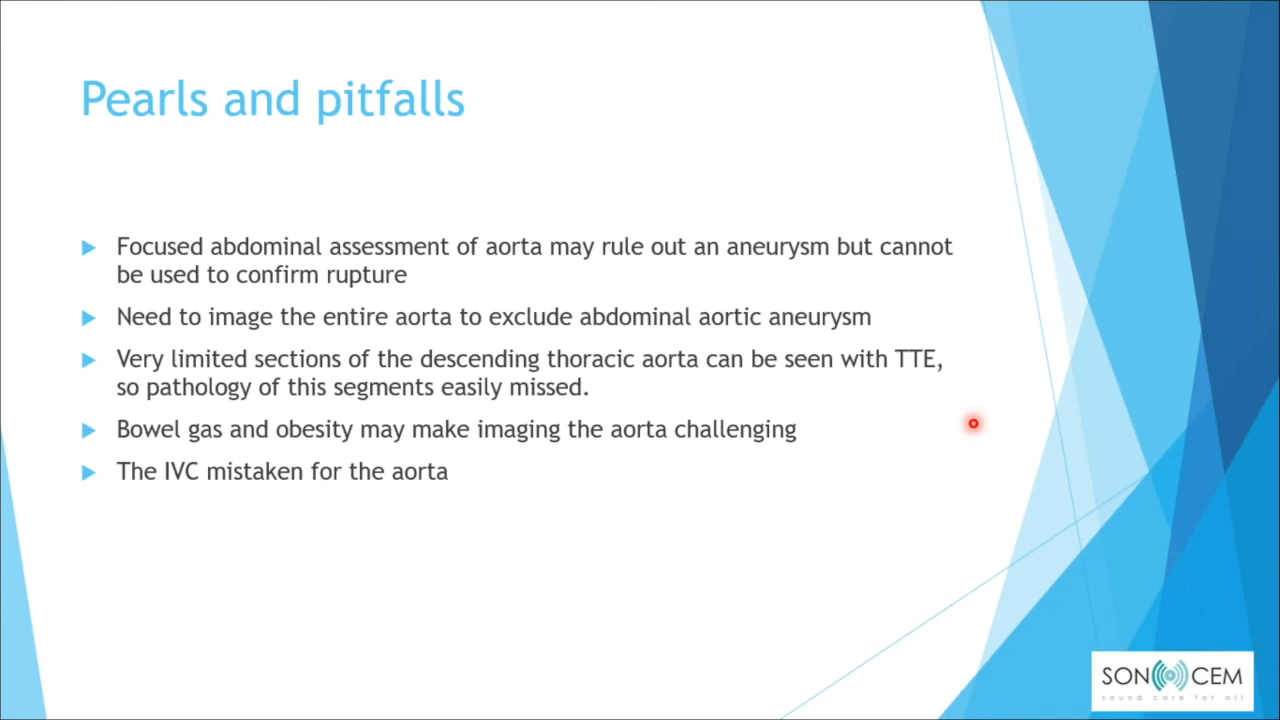 Pearls and pitfalls
Focused abdominal assessment of aorta may rule out an aneurysm but cannot
be used to confirm rupture
Need to image the entire aorta to exclude abdominal aortic aneurysm
Very limited sections of the descending thoracic aorta can be seen with TTE,
so pathology of this segments easily missed.
Bowel gas and obesity may make imaging the aorta challenging
The IVC mistaken for the aorta
SON CEM
sound care for all